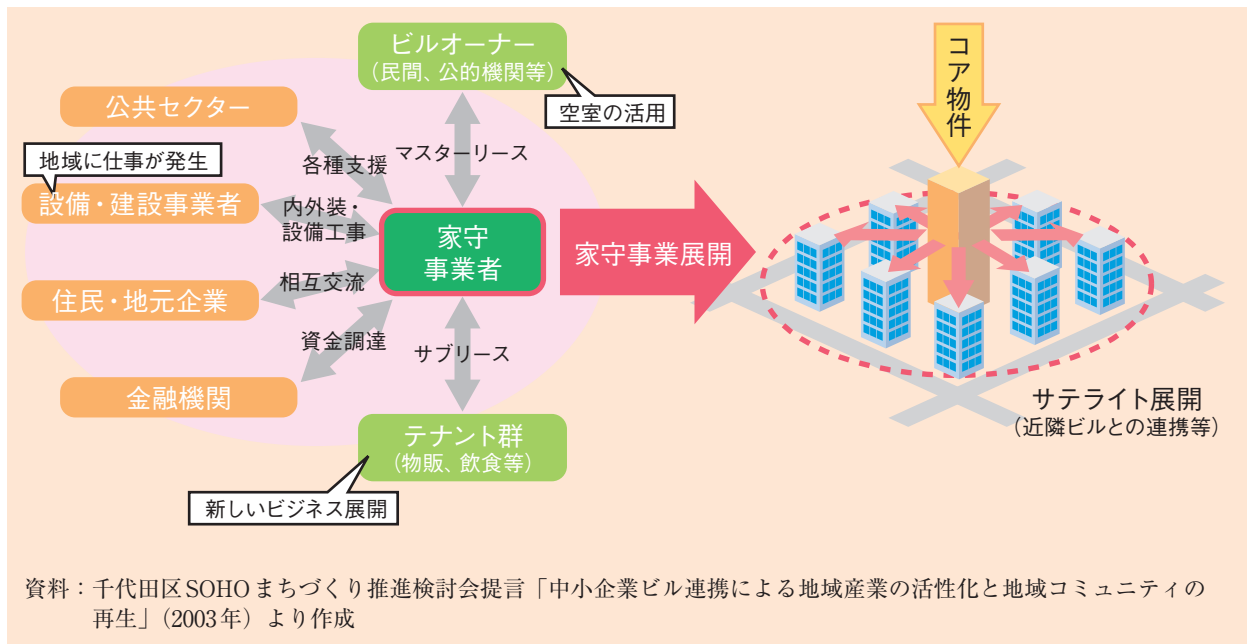 ビルオーナー
（民間、公的機関等）
空室の活用
公共セクター
地域に仕事が発生
設備・建設事業者
住民・地元企業
金融機関
各種支援
マスターリース
内外装・
設備工事
相互交流
資金調達
サブリース
家守
事業者
テナント群
（物販、飲食等）
新しいビジネス展開
家守事業展開
コア物件
サテライト展開
（近隣ビルとの連携等）
資料：千代田区SOHOまちづくり推進検討会提言「中小企業ビル連携による地域産業の活性化と地域コミュニティの
再生」（2003年）より作成